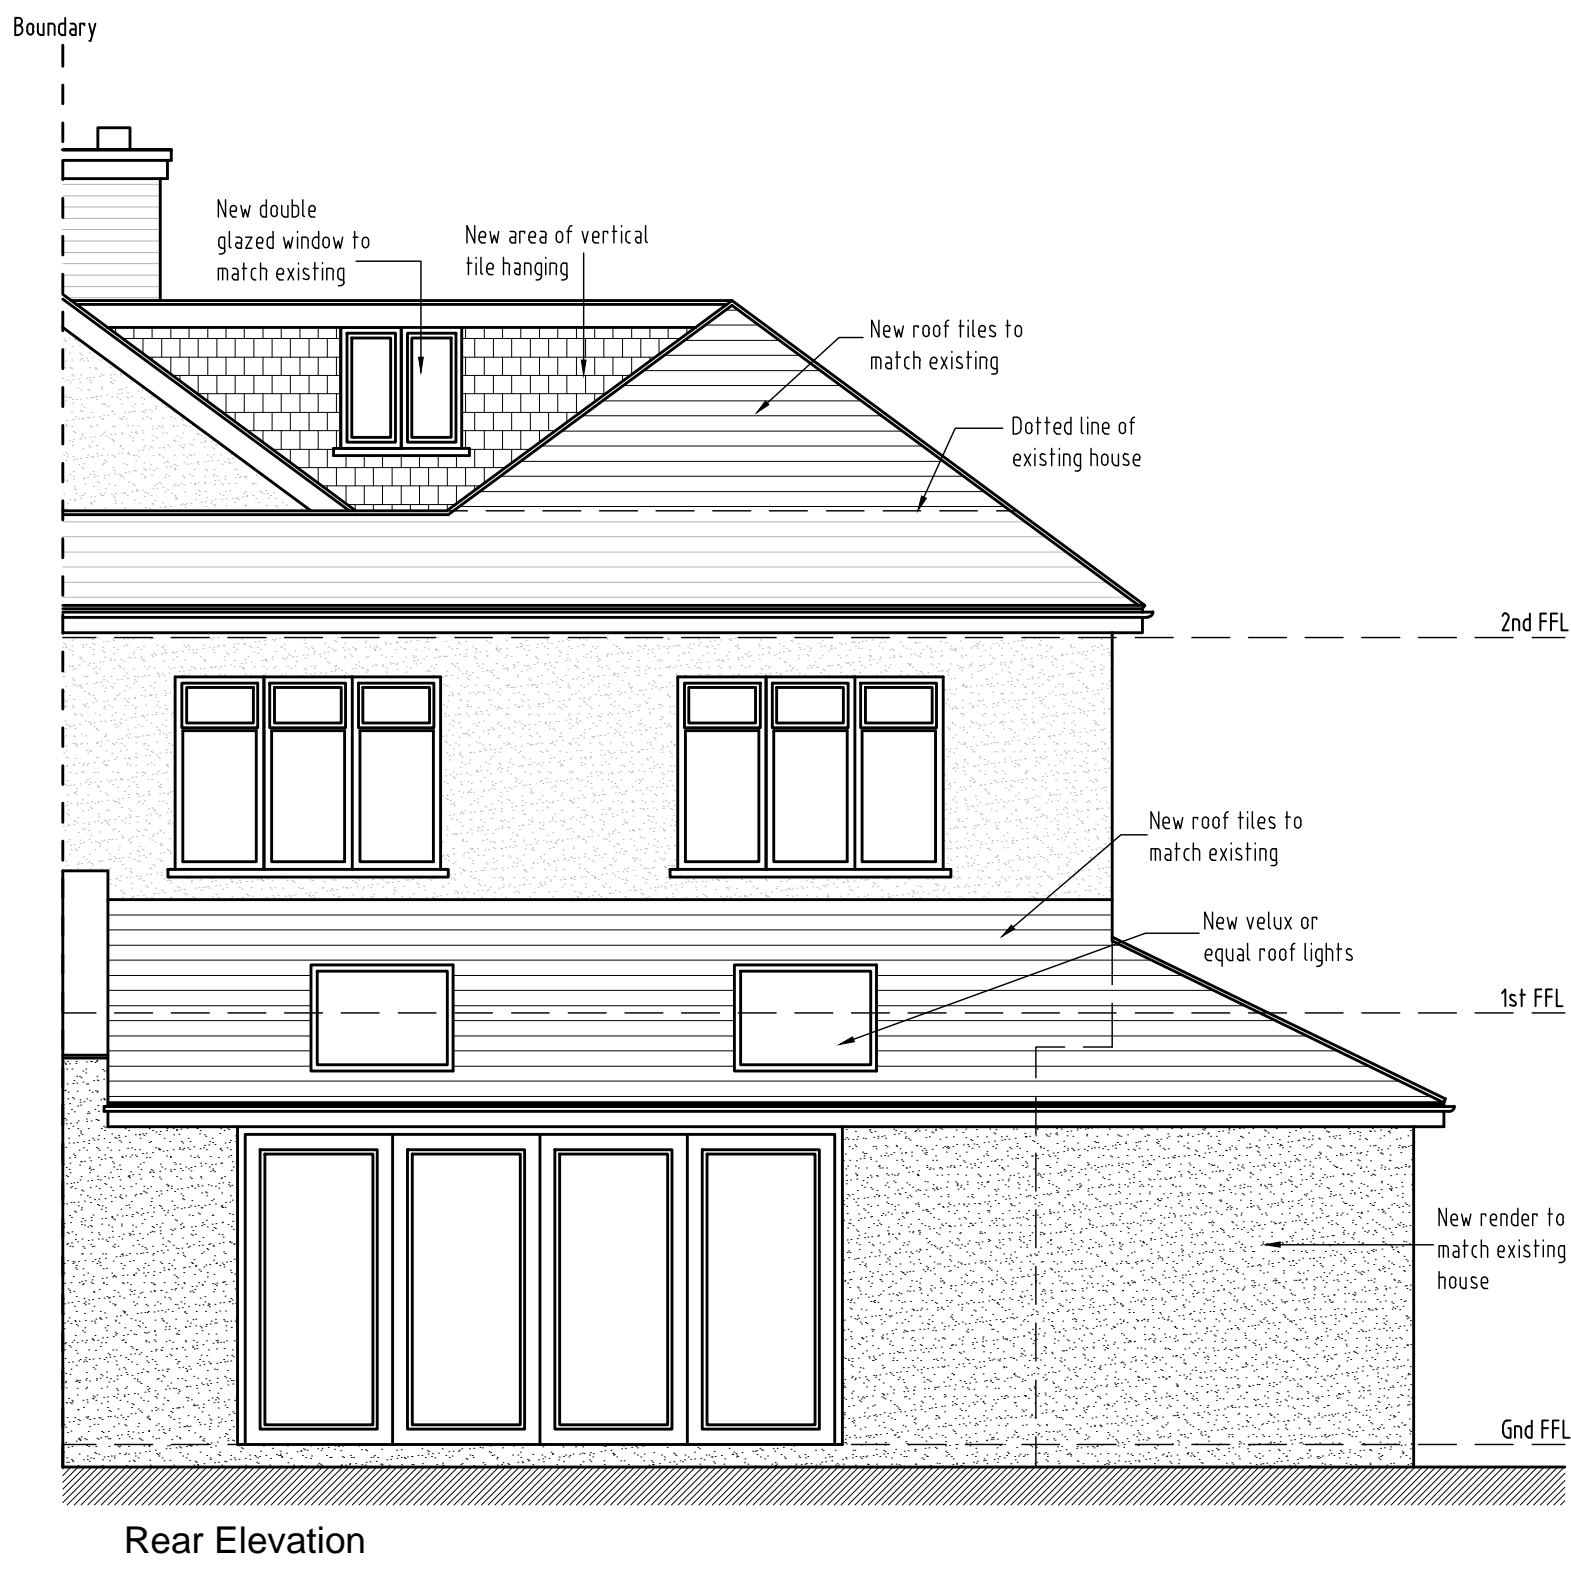 Boundary
New double
glazed window to
match existing
New area of vertical
tile hanging
New roof tiles to
match existing
Dotted line of
existing house
2nd FFL
New roof tiles to
match existing
New velux or
equal roof lights
1st FFL
New render to
match existing
house
Gnd FFL
Rear Elevation